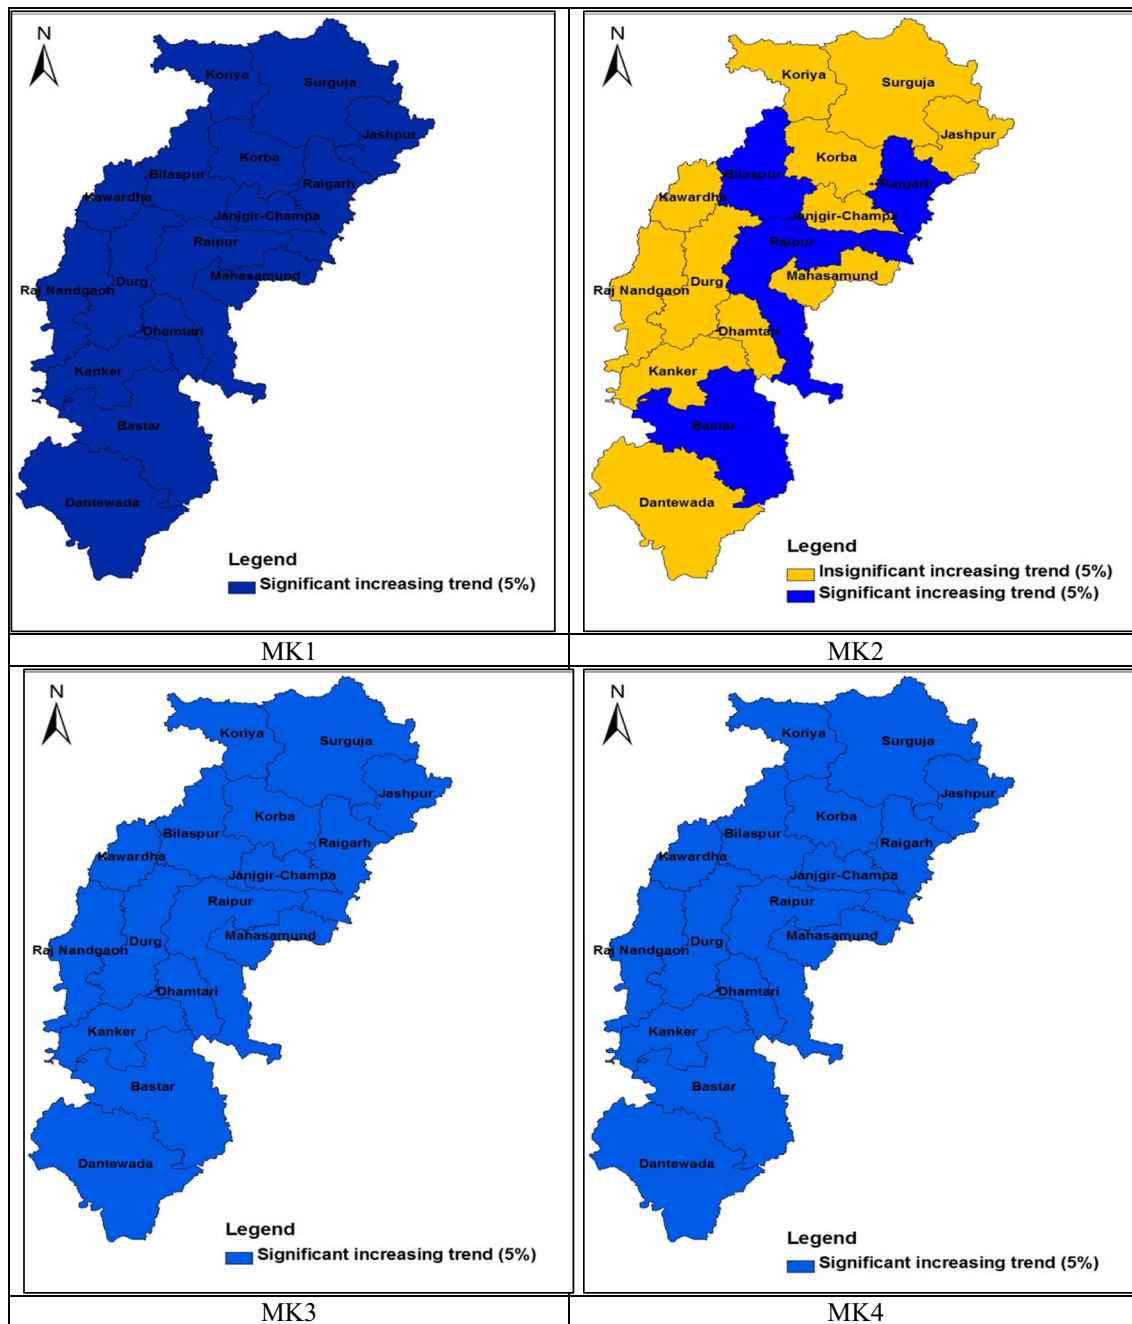 N
Koriya
Surguja
Jashpur
Korba
Bilaspur
Raigarh
Kawardha
Janjgir-Champa
Raipur
Mahasamund
Durg
Raj Nandgaon
Dhamtari
Kanker
Bastar
Dantewada
Legend
Significant increasing trend (5%)
MK1
N
Koriya
Surguja
Jashpur
Korba
Bilaspur
Raigarh
Kawardha
Janjgir-Champa
Raipur
Mahasamund
Durg
Raj Nandgaon
Dhamtari
Kanker
Bastar
Dantewada
Legend
Insignificant increasing trend (5%)
Significant increasing trend (5%)
MK2
N
Koriya
Surguja
Jashpur
Korba
Bilaspur
Raigarh
Kawardha
Janjgir-Champa
Raipur
Mahasamund
Durg
Raj Nandgaon
Dhamtari
Kanker
Bastar
Dantewada
Legend
Significant increasing trend (5%)
MK3
N
Koriya
Surguja
Jashpur
Korba
Bilaspur
Raigarh
Kawardha
Janjgir-Champa
Raipur
Mahasamund
Durg
Raj Nandgaon
Dhamtari
Kanker
Bastar
Dantewada
Legend
Significant increasing trend (5%)
MK4